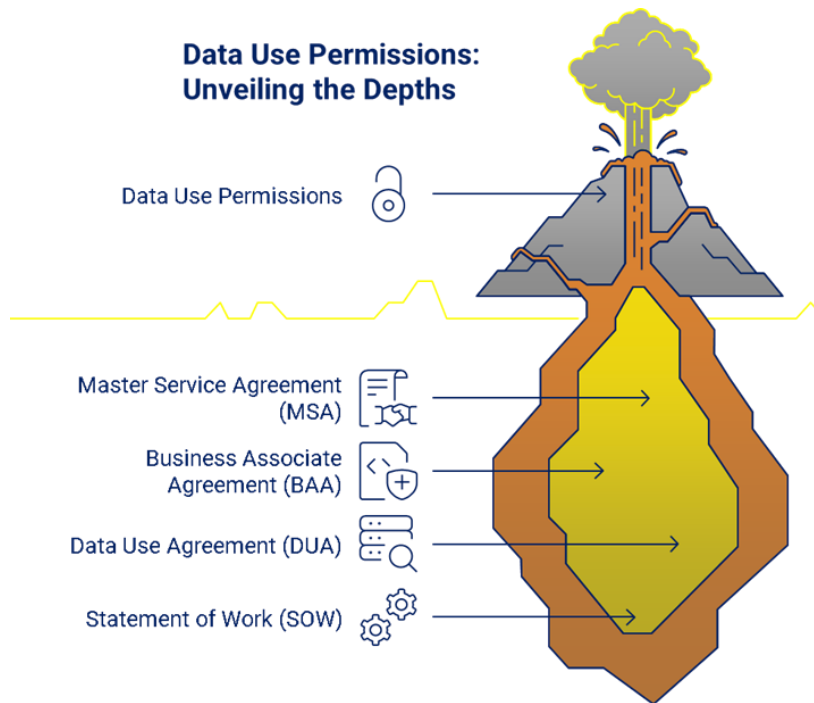 Data Use Permissions:
Unveiling the Depths
Data Use Permissions
Master Service Agreement
(MSA)
Business Associate
Agreement (BAA)
Data Use Agreement (DUA)
Statement of Work (SOW)